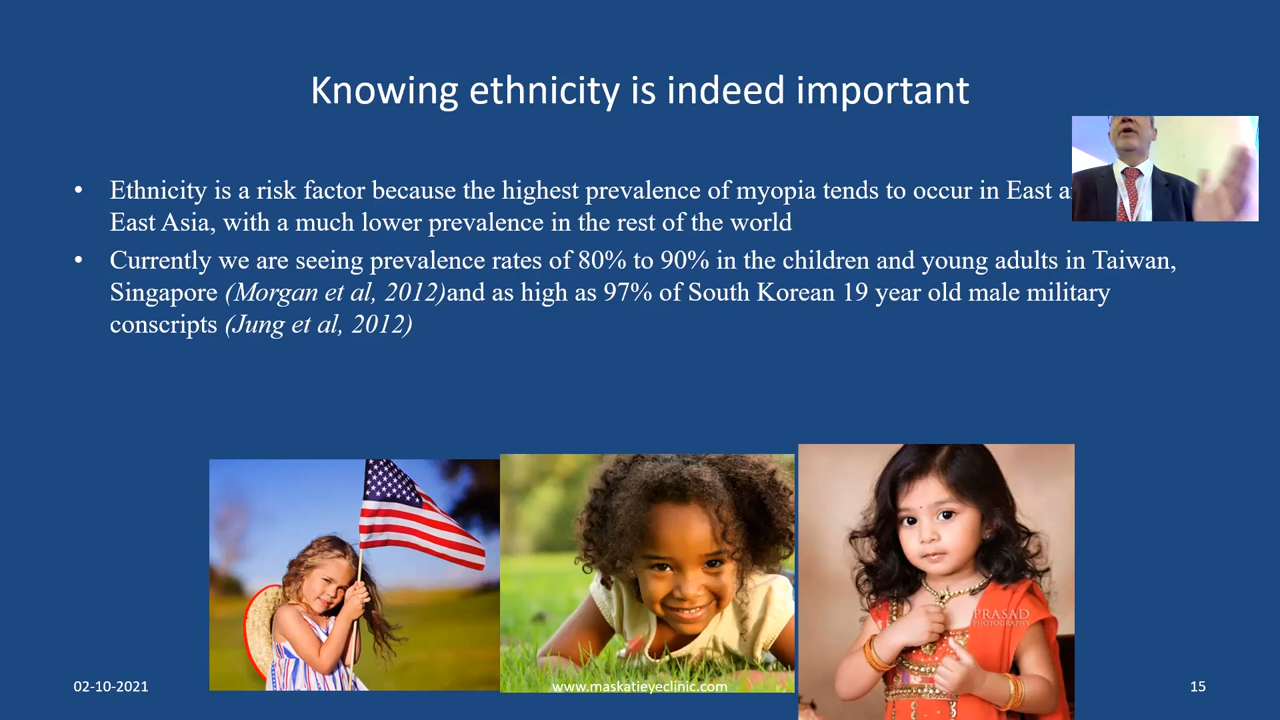 Knowing ethnicity is indeed important
• Ethnicity is a risk factor because the highest prevalence of myopia tends to occur in East
East Asia, with a much lower prevalence in the rest of the world
• Currently we are seeing prevalence rates of 80% to 90% in the children and young adults in Taiwan,
Singapore (Morgan et al, 2012)and as high as 97% of South Korean 19 year old male military
conscripts (Jung et al, 2012)
PRASAD
PHOTOGRAPHY
02-10-2021
www.maskatieyeclinic.com
15